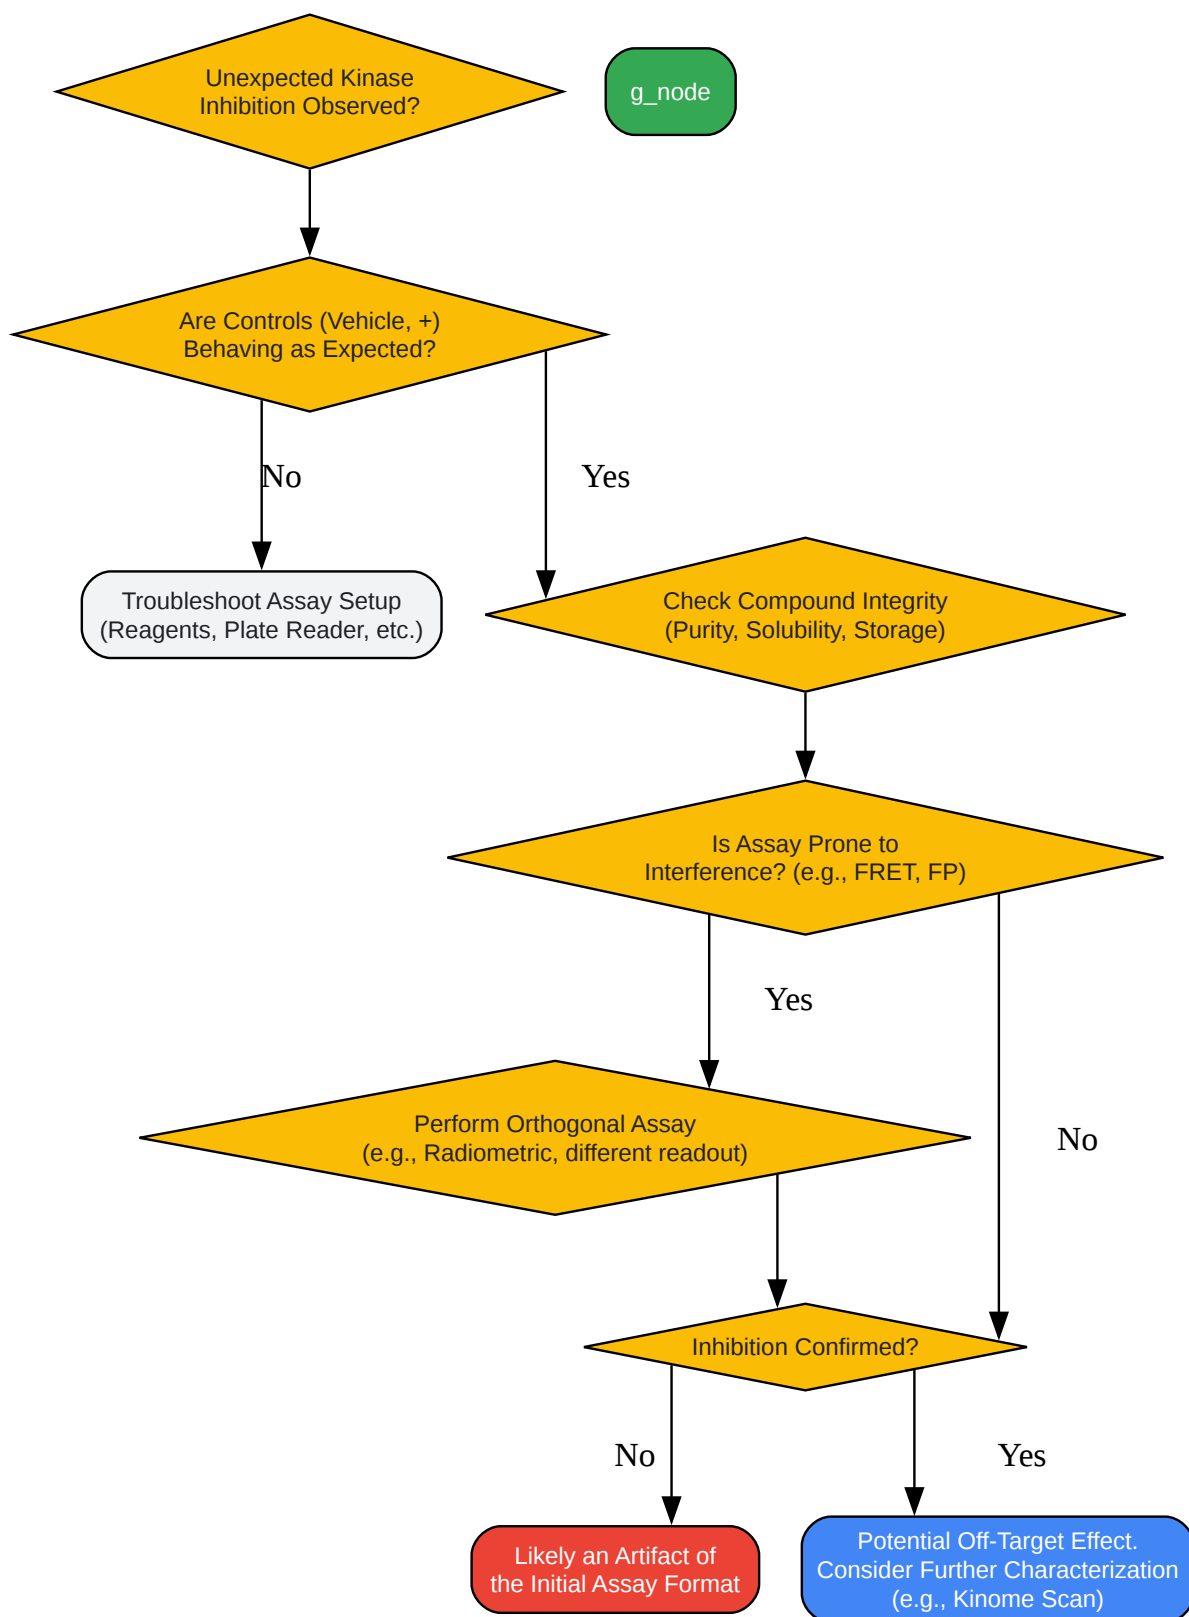 Unexpected Kinase
Inhibition Observed?
g_node
Are Controls (Vehicle, +)
Behaving as Expected?
No
Yes
Troubleshoot Assay Setup
(Reagents, Plate Reader, etc.)
Check Compound Integrity
(Purity, Solubility, Storage)
Is Assay Prone to
Interference? (e.g., FRET, FP)
Yes
Perform Orthogonal Assay
(e.g., Radiometric, different readout)
No
Inhibition Confirmed?
No
Yes
Likely an Artifact of
the Initial Assay Format
Potential Off-Target Effect.
Consider Further Characterization
(e.g., Kinome Scan)